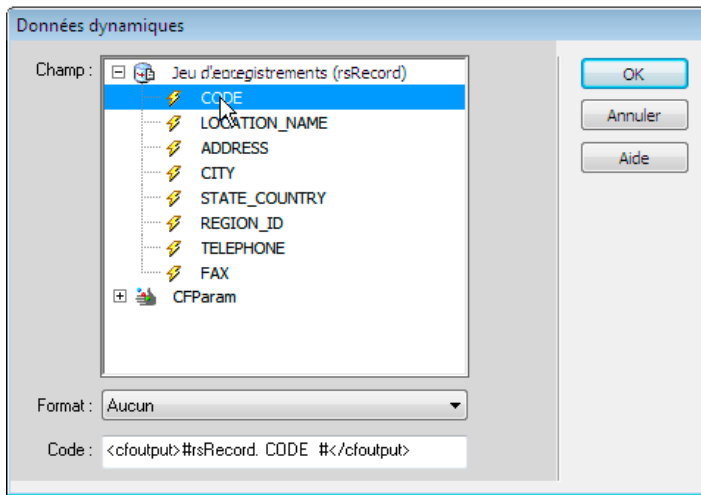 Données dynamiques
Champ :
Jeu d'enregistrements (rsRecord)
CODE
LOCATION_NAME
ADDRESS
CITY
STATE_COUNTRY
REGION_ID
TELEPHONE
FAX
CFParam
OK
Annuler
Aide
Format : Aucun
Code : <cfoutput>#rsRecord. CODE #</cfoutput>